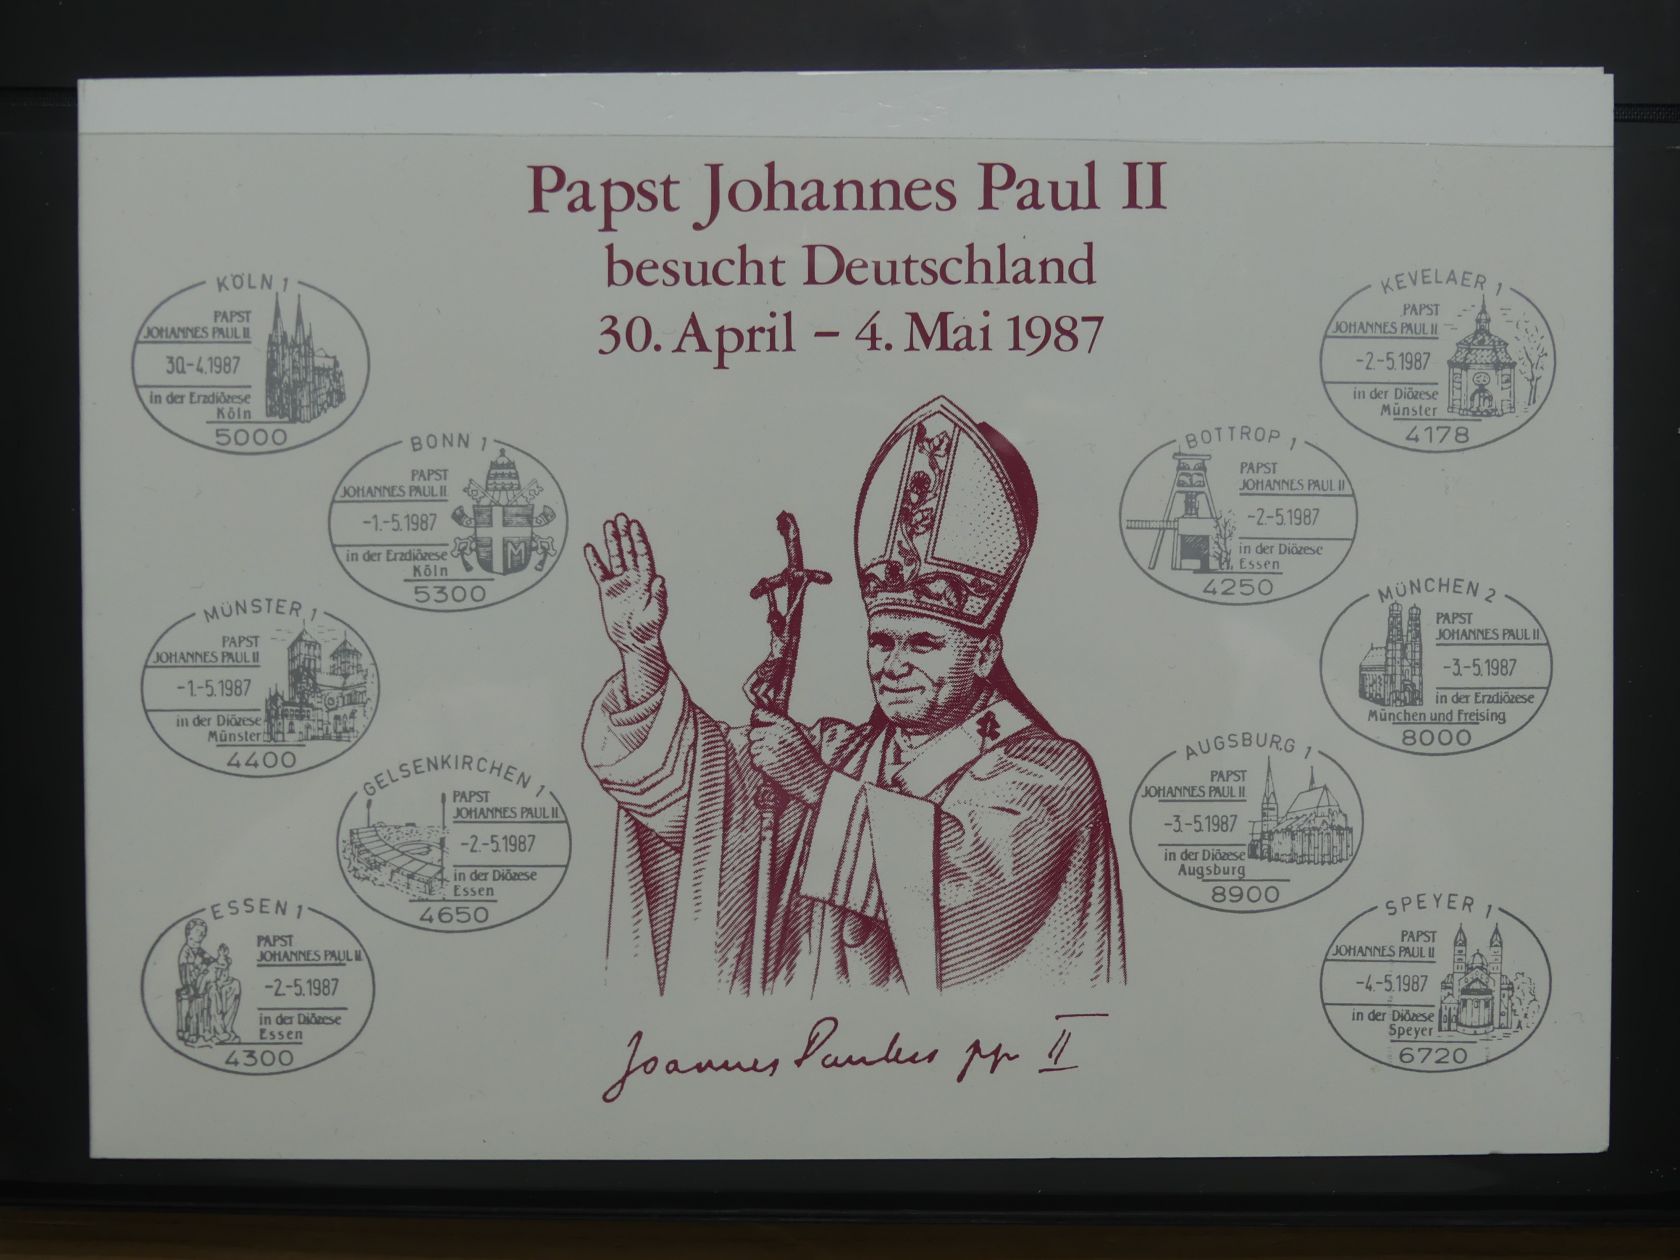 Papst Johannes Paul II
besucht Deutschland
30. April – 4. Mai 1987
KÖLN 1
PAPST
JOHANNES PAUL II.
30.-4.1987
in der Erzdiözese
Köln
5000
BONN 1
PAPST
JOHANNES PAUL II.
-1.-5.1987
in der Erzdiözese
Köln
5300
M
MÜNSTER 1
PAPST
JOHANNES PAUL II
-1.-5.1987
in der Diözese
Münster
4400
GELSENKIRCHEN 1
PAPST
JOHANNES PAUL II
-2.-5.1987
in der Diözese
Essen
4650
ESSEN 1
PAPST
JOHANNES PAUL II.
-2.-5.1987
in der Diözese
Essen
4300
KEVELAER 1
PAPST
JOHANNES PAUL II
-2.-5.1987
in der Diözese
Münster
4178
BOTTROP 1
PAPST
JOHANNES PAUL II
-2.-5.1987
in der Diözese
Essen
4250
MÜNCHEN 2
PAPST
JOHANNES PAUL II
-3.-5.1987
in der Erzdiözese
München und Freising
8000
AUGSBURG 1
PAPST
JOHANNES PAUL II.
-3.-5.1987
in der Diözese
Augsburg
8900
SPEYER 1
PAPST
JOHANNES PAUL II
-4.-5.1987
in der Diözese
Speyer
6720
Joannes Paulus pp II